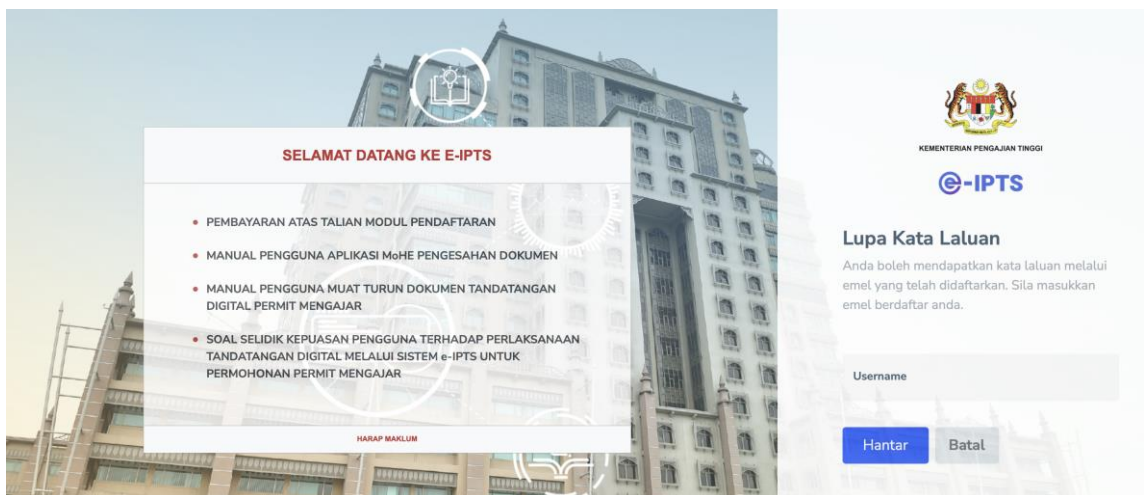 SELAMAT DATANG KE E-IPTS
• PEMBAYARAN ATAS TALIAN MODUL PENDAFTARAN
• MANUAL PENGGUNA APLIKASI MoHE PENGESAHAN DOKUMEN
• MANUAL PENGGUNA MUAT TURUN DOKUMEN TANDATANGAN
DIGITAL PERMIT MENGAJAR
• SOAL SELIDIK KEPUASAN PENGGUNA TERHADAP PERLAKSANAAN
TANDATANGAN DIGITAL MELALUI SISTEM e-IPTS UNTUK
PERMOHONAN PERMIT MENGAJAR
HARAP MAKLUM
KEMENTERIAN PENGAJIAN TINGGI
e-IPTS
Lupa Kata Laluan
Anda boleh mendapatkan kata laluan melalui
emel yang telah didaftarkan. Sila masukkan
emel berdaftar anda.
Username
Hantar
Batal